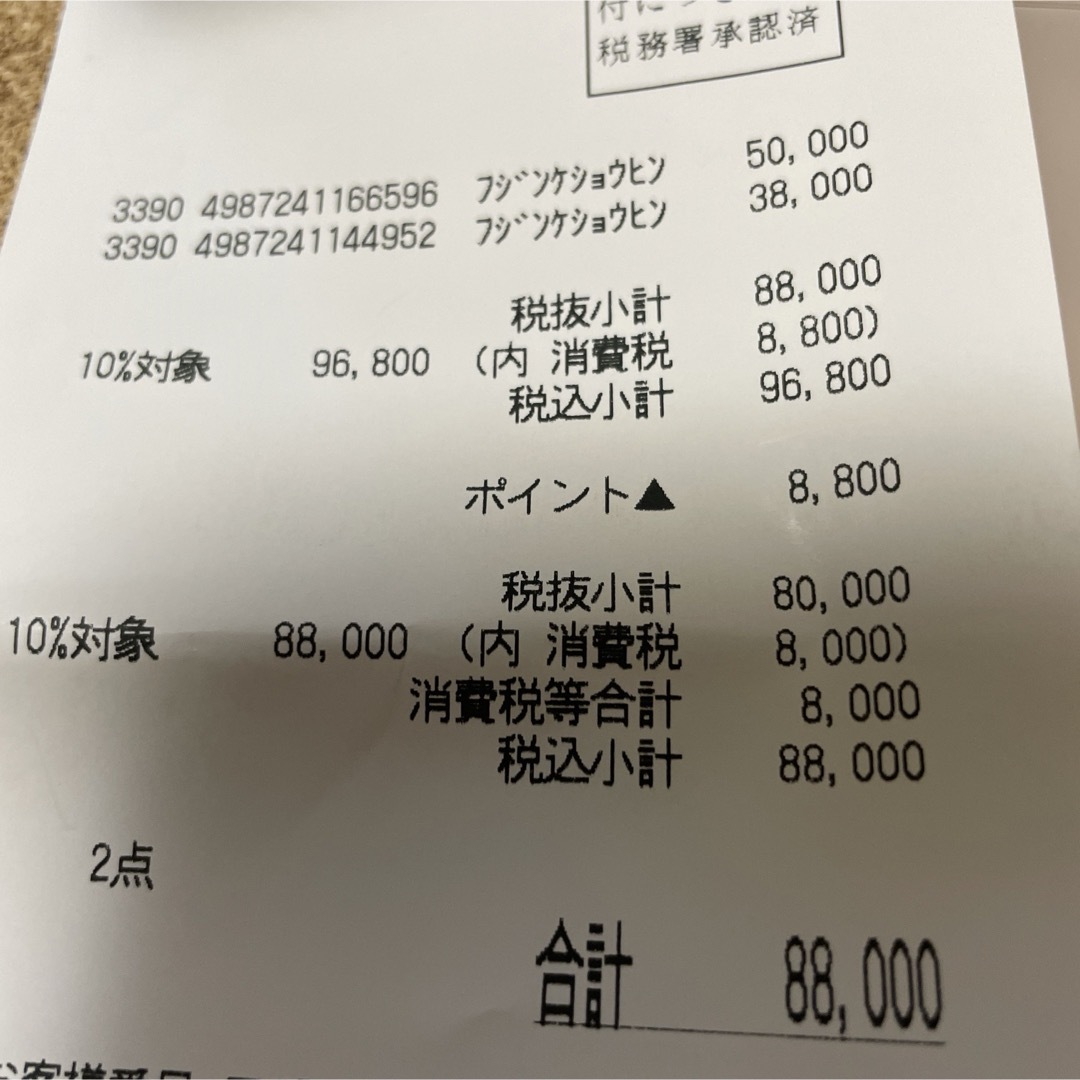 税務署承認済
3390 4987241166596 フジンケショウヒン 50,000
3390 4987241144952 フジンケショウヒン 38,000
税抜小計 88,000
10%対象 96,800 (内 消費税 8,800)
税込小計 96,800
ポイント▲ 8,800
税抜小計 80,000
10%対象 88,000 (内 消費税 8,000)
消費税等合計 8,000
税込小計 88,000
2点
合計 88,000